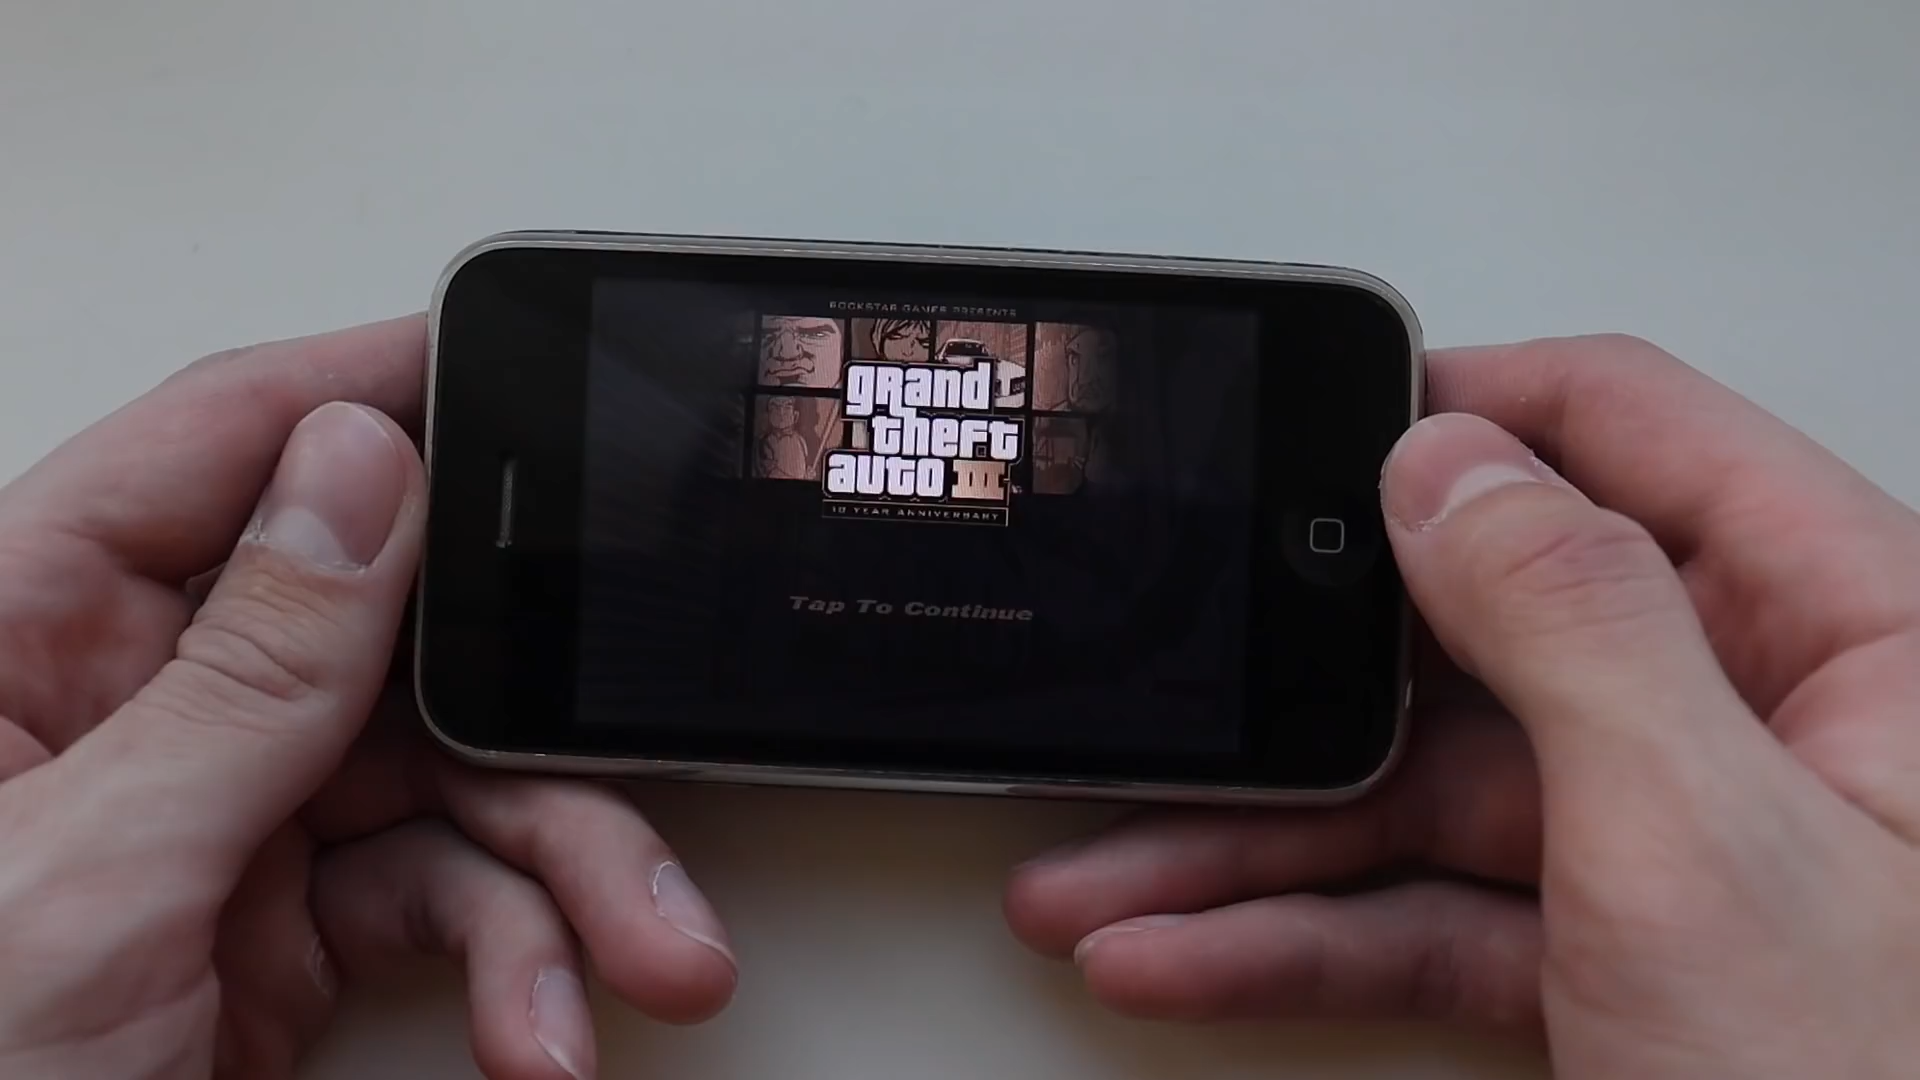 ROCKSTAR GAMES PRESENTS
grand
theft
auto III
10 YEAR ANNIVERSARY
Tap To Continue